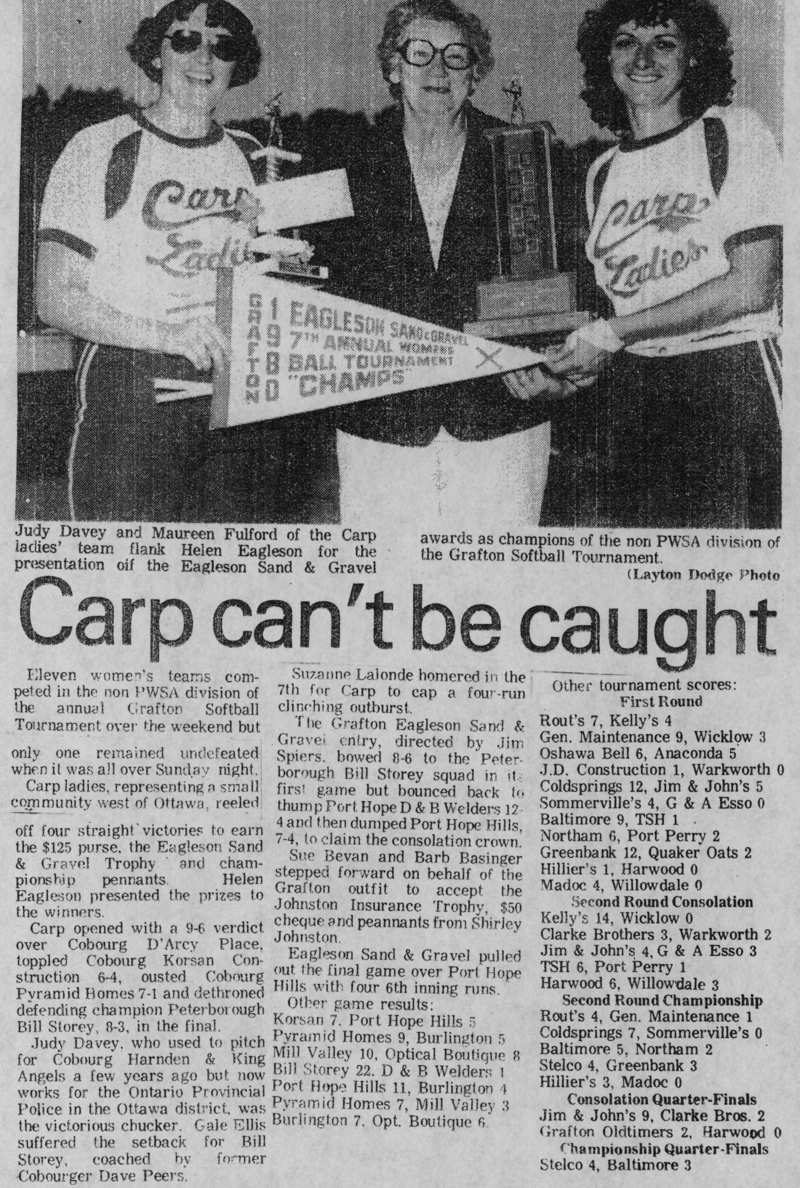 Carp
Ladies
Carp
Ladies
GRAFTON
1980
EAGLESON SAND & GRAVEL
7TH ANNUAL WOMENS
BALL TOURNAMENT
"CHAMPS"
Judy Davey and Maureen Fulford of the Carp
ladies' team flank Helen Eagleson for the
presentation oif the Eagleson Sand & Gravel
awards as champions of the non PWSA division of
the Grafton Softball Tournament.
(Layton Dodge Photo
Carp can't be caught
Eleven women's teams com-
peted in the non PWSA division of
the annual Grafton Softball
Tournament over the weekend but
only one remained undefeated
when it was all over Sunday night.
Carp ladies, representing a small
community west of Ottawa, reeled
off four straight victories to earn
the $125 purse, the Eagleson Sand
& Gravel Trophy and cham-
pionship pennants. Helen
Eagleson presented the prizes to
the winners.
Carp opened with a 9-6 verdict
over Cobourg D'Arcy Place,
toppled Cobourg Korsan Con-
struction 6-4, ousted Cobourg
Pyramid Homes 7-1 and dethroned
defending champion Peterborough
Bill Storey, 8-3, in the final.
Judy Davey, who used to pitch
for Cobourg Harnden & King
Angels a few years ago but now
works for the Ontario Provincial
Police in the Ottawa district, was
the victorious chucker. Gale Ellis
suffered the setback for Bill
Storey, coached by former
Cobourger Dave Peers.
Suzanne Lalonde homered in the
7th for Carp to cap a four-run
clinching outburst.
The Grafton Eagleson Sand &
Gravel entry, directed by Jim
Spiers, bowed 8-6 to the Peter-
borough Bill Storey squad in its
first game but bounced back to
thump Port Hope D & B Welders 12-
4 and then dumped Port Hope Hills,
7-4, to claim the consolation crown.
Sue Bevan and Barb Basinger
stepped forward on behalf of the
Grafton outfit to accept the
Johnston Insurance Trophy, $50
cheque and peannants from Shirley
Johnston.
Eagleson Sand & Gravel pulled
out the final game over Port Hope
Hills with four 6th inning runs.
Other game results:
Korsan 7, Port Hope Hills 5
Pyramid Homes 9, Burlington 5
Mill Valley 10, Optical Boutique 8
Bill Storey 22, D & B Welders 1
Port Hope Hills 11, Burlington 4
Pyramid Homes 7, Mill Valley 3
Burlington 7, Opt. Boutique 6
Other tournament scores:
First Round
Rout's 7, Kelly's 4
Gen. Maintenance 9, Wicklow 3
Oshawa Bell 6, Anaconda 5
J.D. Construction 1, Warkworth 0
Coldsprings 12, Jim & John's 5
Sommerville's 4, G & A Esso 0
Baltimore 9, TSH 1
Northam 6, Port Perry 2
Greenbank 12, Quaker Oats 2
Hillier's 1, Harwood 0
Madoc 4, Willowdale 0
Second Round Consolation
Kelly's 14, Wicklow 0
Clarke Brothers 3, Warkworth 2
Jim & John's 4, G & A Esso 3
TSH 6, Port Perry 1
Harwood 6, Willowdale 3
Second Round Championship
Rout's 4, Gen. Maintenance 1
Coldsprings 7, Sommerville's 0
Baltimore 5, Northam 2
Stelco 4, Greenbank 3
Hillier's 3, Madoc 0
Consolation Quarter-Finals
Jim & John's 9, Clarke Bros. 2
Grafton Oldtimers 2, Harwood 0
Championship Quarter-Finals
Stelco 4, Baltimore 3